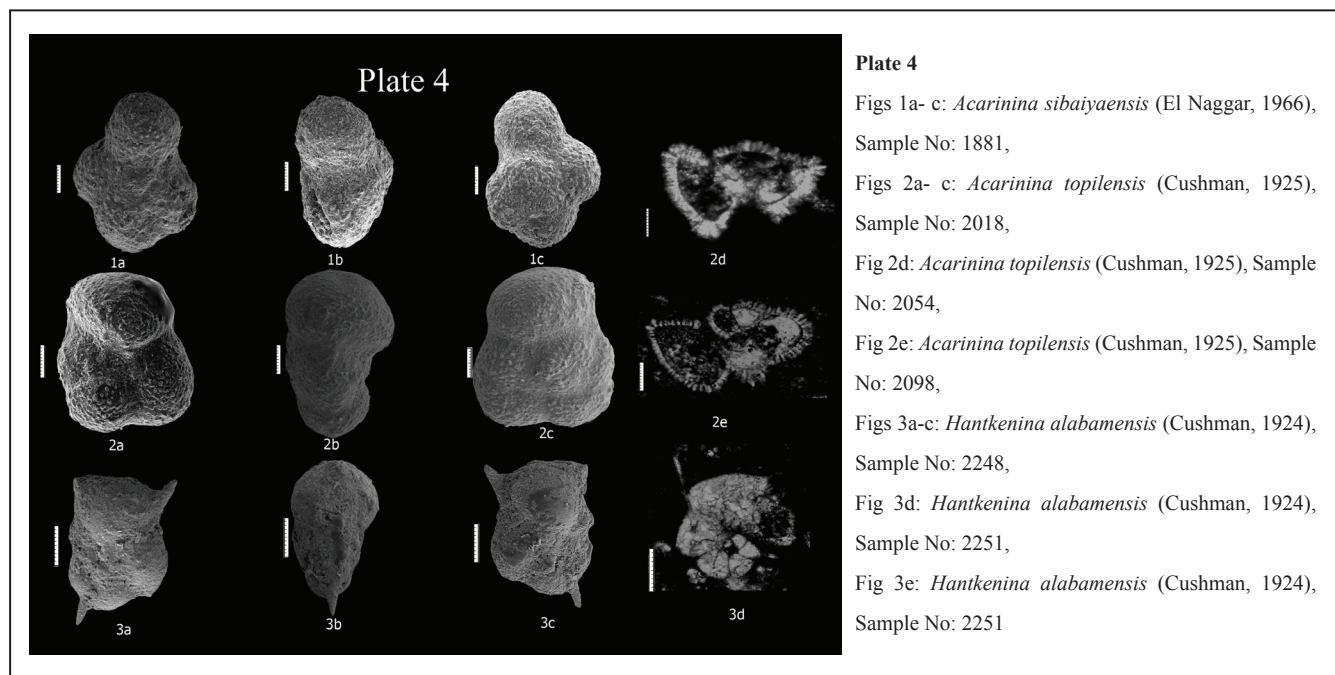 Plate 4
1a
1b
1c
2d
2a
2b
2c
2e
3a
3b
3c
3d
Plate 4
Figs 1a- c: Acarinina sibaiyaensis (El Naggar, 1966),
Sample No: 1881,
Figs 2a- c: Acarinina topilensis (Cushman, 1925),
Sample No: 2018,
Fig 2d: Acarinina topilensis (Cushman, 1925), Sample
No: 2054,
Fig 2e: Acarinina topilensis (Cushman, 1925), Sample
No: 2098,
Figs 3a-c: Hantkenina alabamensis (Cushman, 1924),
Sample No: 2248,
Fig 3d: Hantkenina alabamensis (Cushman, 1924),
Sample No: 2251,
Fig 3e: Hantkenina alabamensis (Cushman, 1924),
Sample No: 2251